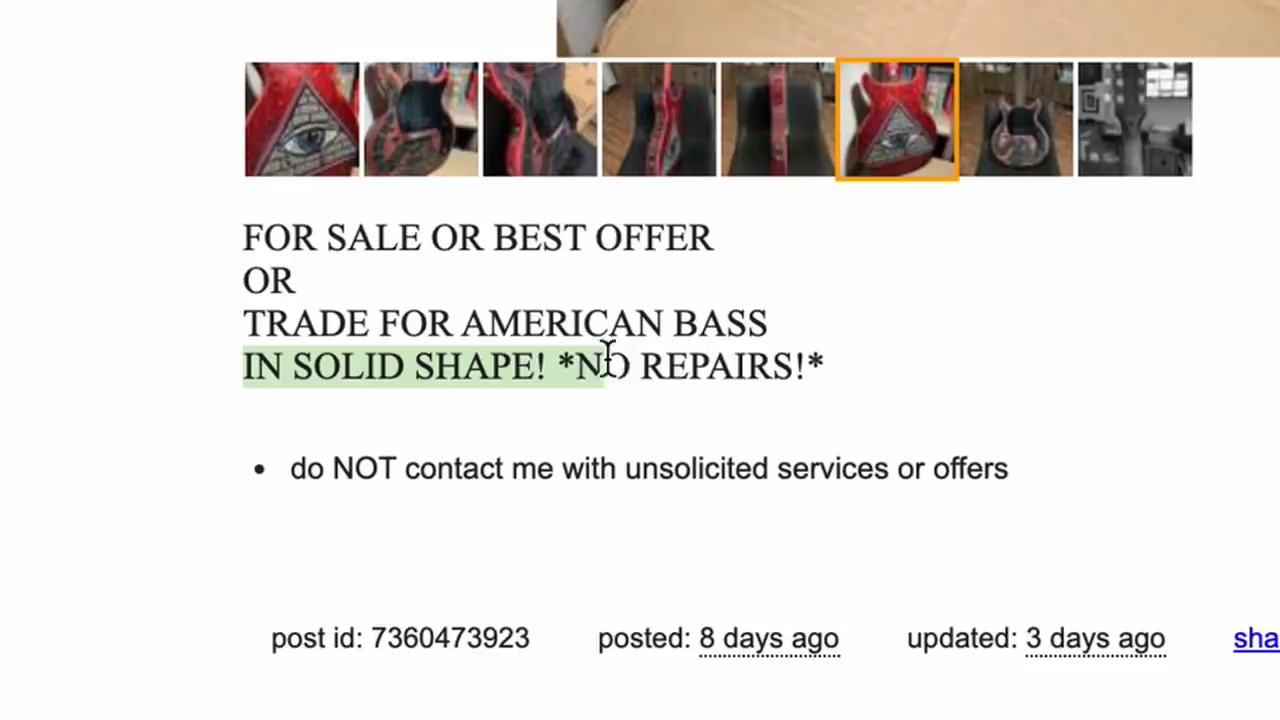 FOR SALE OR BEST OFFER
OR
TRADE FOR AMERICAN BASS
IN SOLID SHAPE! *NO REPAIRS!*
• do NOT contact me with unsolicited services or offers
post id: 7360473923 posted: 8 days ago updated: 3 days ago sha